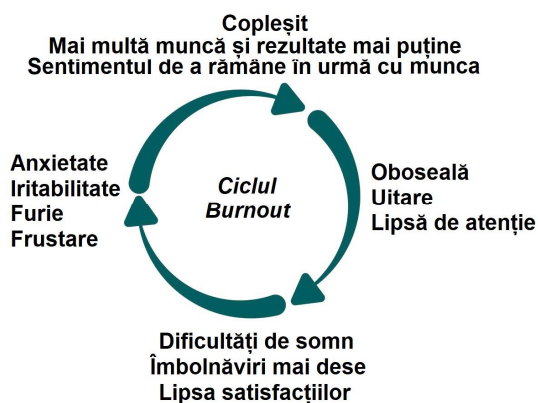 Copleșit
Mai multă muncă și rezultate mai puține
Sentimentul de a rămâne în urmă cu munca
Anxietate
Iritabilitate
Furie
Frustare
Ciclul
Burnout
Oboseală
Uitare
Lipsă de atenție
Dificultăți de somn
Îmbolnăviri mai dese
Lipsa satisfacțiilor